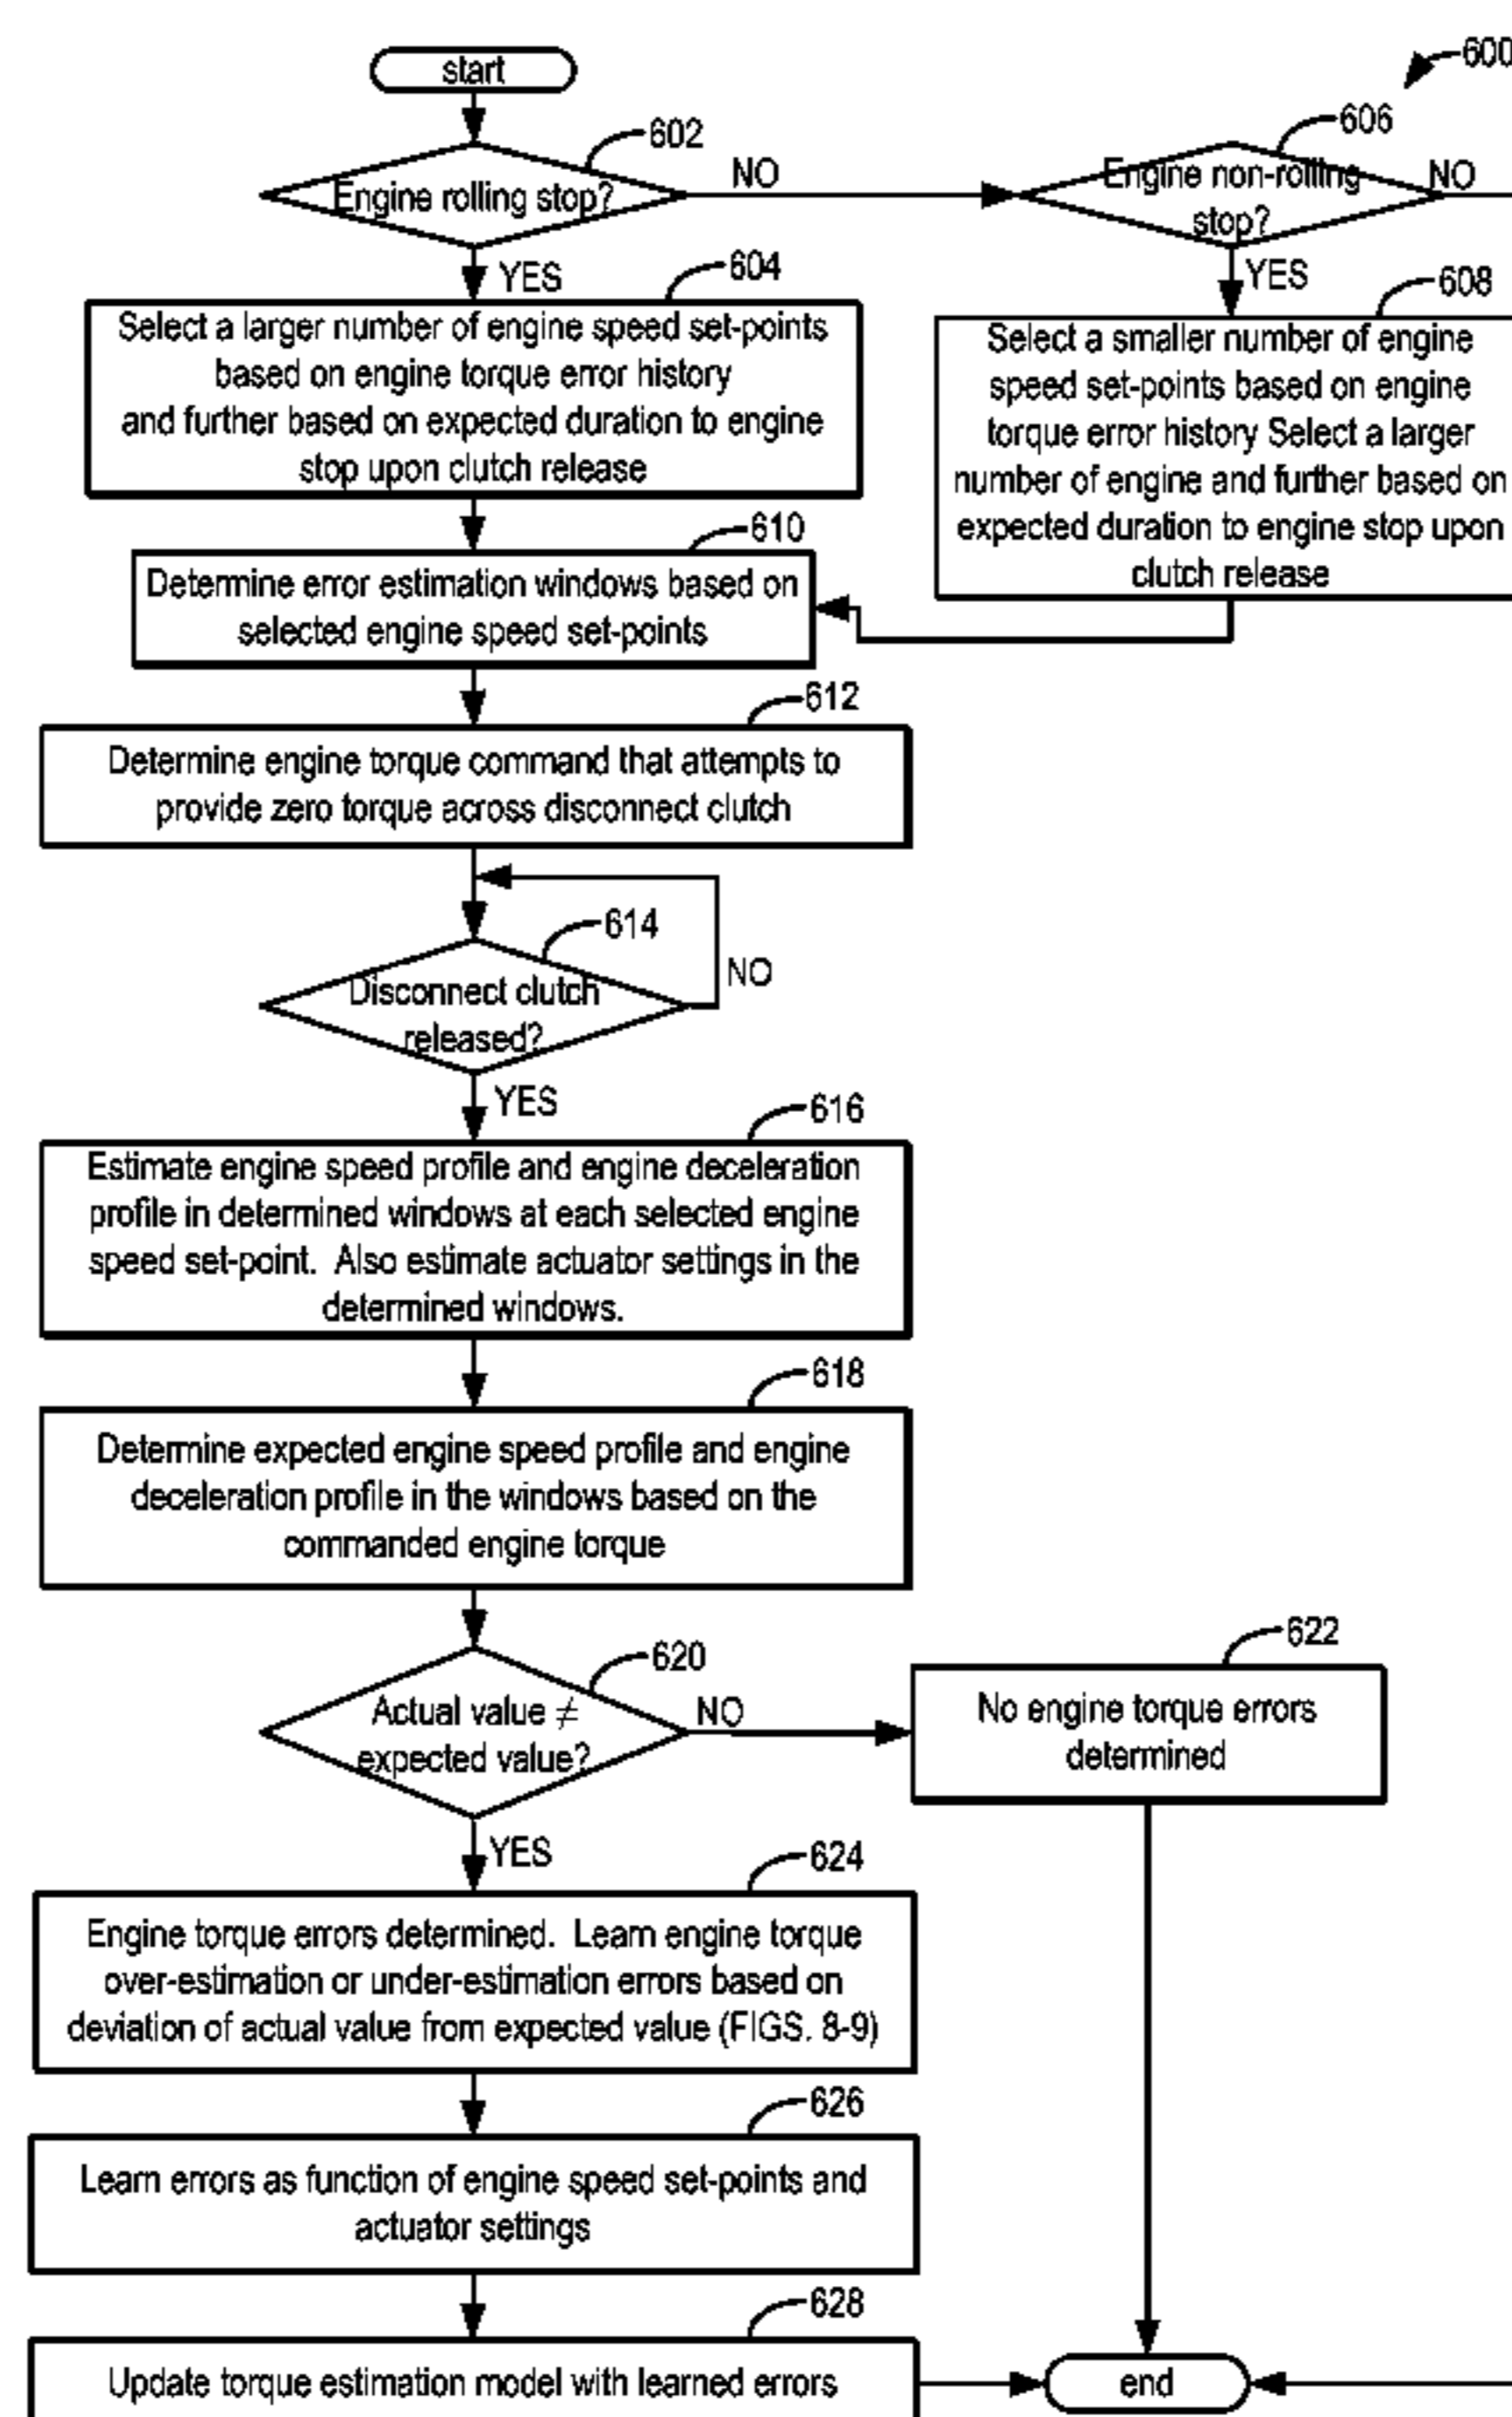 start
600
602
Engine rolling stop?
NO
606
Engine non-rolling
stop?
NO
YES
YES
604
Select a larger number of engine speed set-points
based on engine torque error history
and further based on expected duration to engine
stop upon clutch release
608
Select a smaller number of engine
speed set-points based on engine
torque error history Select a larger
number of engine and further based on
expected duration to engine stop upon
clutch release
610
Determine error estimation windows based on
selected engine speed set-points
612
Determine engine torque command that attempts to
provide zero torque across disconnect clutch
614
Disconnect clutch
released?
NO
YES
616
Estimate engine speed profile and engine deceleration
profile in determined windows at each selected engine
speed set-point. Also estimate actuator settings in the
determined windows.
618
Determine expected engine speed profile and engine
deceleration profile in the windows based on the
commanded engine torque
620
Actual value ≠
expected value?
NO
622
No engine torque errors
determined
YES
624
Engine torque errors determined. Learn engine torque
over-estimation or under-estimation errors based on
deviation of actual value from expected value (FIGS. 8-9)
626
Learn errors as function of engine speed set-points and
actuator settings
628
Update torque estimation model with learned errors
end